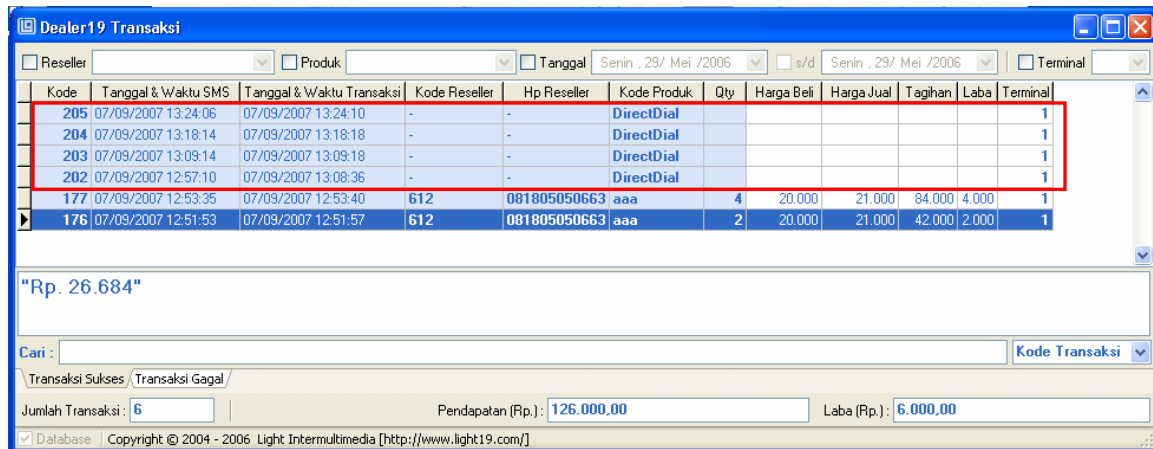 Dealer19 Transaksi
Reseller Produk Tanggal Senin , 29/ Mei /2006 s/d Senin , 29/ Mei /2006 Terminal
Kode Tanggal & Waktu SMS Tanggal & Waktu Transaksi Kode Reseller Hp Reseller Kode Produk Qty Harga Beli Harga Jual Tagihan Laba Terminal
205 07/09/2007 13:24:06 07/09/2007 13:24:10 - - DirectDial 1
204 07/09/2007 13:18:14 07/09/2007 13:18:18 - - DirectDial 1
203 07/09/2007 13:09:14 07/09/2007 13:09:18 - - DirectDial 1
202 07/09/2007 12:57:10 07/09/2007 13:08:36 - - DirectDial 1
177 07/09/2007 12:53:35 07/09/2007 12:53:40 612 081805050663 aaa 4 20.000 21.000 84.000 4.000 1
176 07/09/2007 12:51:53 07/09/2007 12:51:57 612 081805050663 aaa 2 20.000 21.000 42.000 2.000 1
"Rp. 26.684"
Cari : Kode Transaksi
Transaksi Sukses Transaksi Gagal
Jumlah Transaksi : 6 Pendapatan (Rp.) : 126.000,00 Laba (Rp.) : 6.000,00
Database Copyright © 2004 - 2006 Light Intermultimedia [http://www.light19.com/]